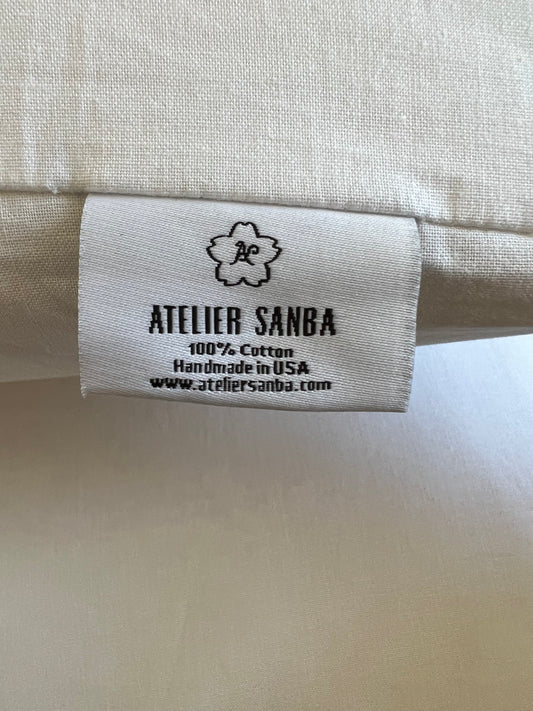 ATELIER SANBA
100% Cotton
Handmade in USA
www.ateliersanba.com